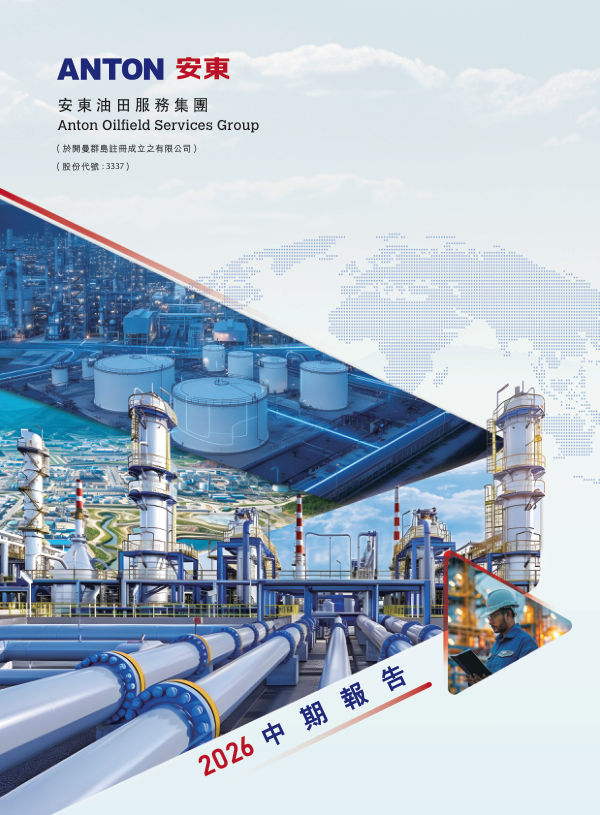 ANTON 安東
安東油田服務集團
Anton Oilfield Services Group
(於開曼群島註冊成立之有限公司)
(股份代號:3337)
2026 中期報告